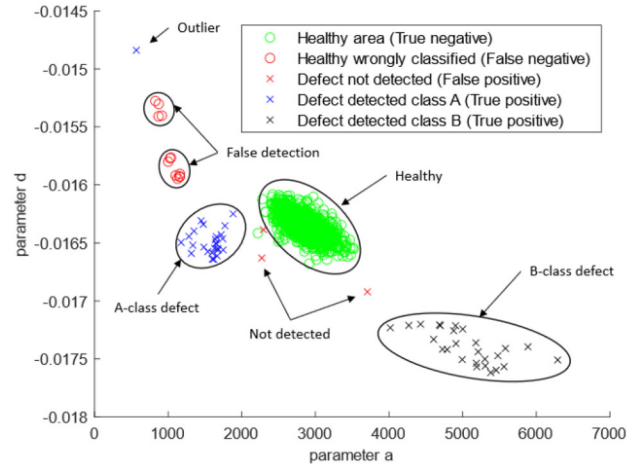 -0.0145
Outlier
Healthy area (True negative)
Healthy wrongly classified (False negative)
Defect not detected (False positive)
Defect detected class A (True positive)
Defect detected class B (True positive)
-0.015
-0.0155
False detection
-0.016
Healthy
parameter d
-0.0165
B-class defect
A-class defect
-0.017
Not detected
-0.0175
-0.018
0
1000
2000
3000
4000
5000
6000
7000
parameter a